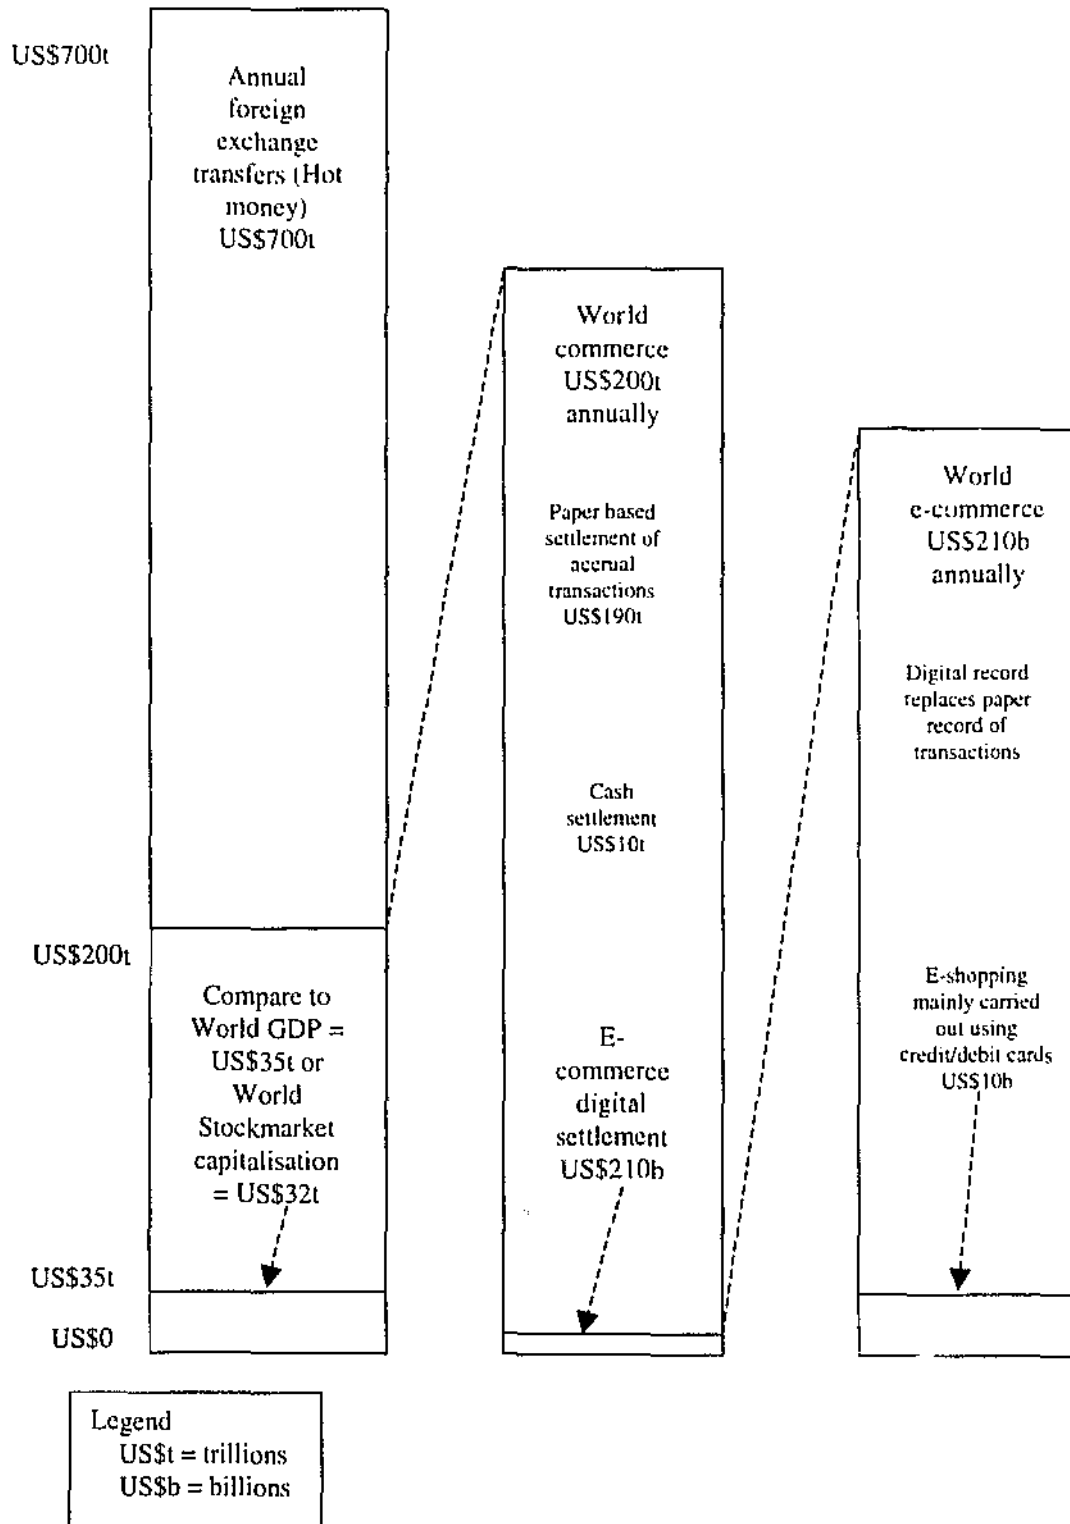 US$700t
Annual
foreign
exchange
transfers (Hot
money)
US$700t
US$200t
Compare to
World GDP =
US$35t or
World
Stockmarket
capitalisation
= US$32t
US$35t
US$0
World
commerce
US$200t
annually
Paper based
settlement of
accrual
transactions
US$190t
Cash
settlement
US$10t
E-
commerce
digital
settlement
US$210b
World
e-commerce
US$210b
annually
Digital record
replaces paper
record of
transactions
E-shopping
mainly carried
out using
credit/debit cards
US$10b
Legend
US$t = trillions
US$b = billions